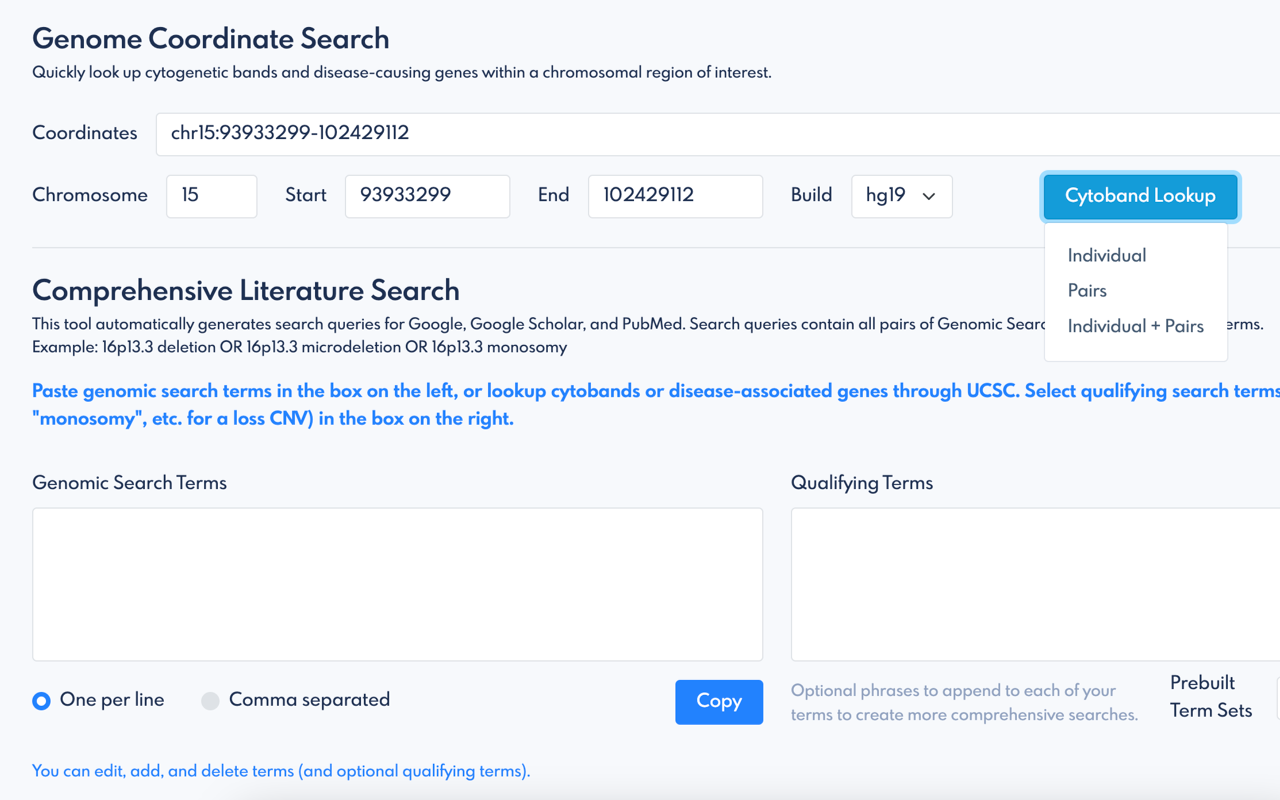 Genome Coordinate Search
Quickly look up cytogenetic bands and disease-causing genes within a chromosomal region of interest.
Coordinates chr15:93933299-102429112
Chromosome 15 Start 93933299 End 102429112 Build hg19 Cytoband Lookup
Individual
Pairs
Individual + Pairs
Comprehensive Literature Search
This tool automatically generates search queries for Google, Google Scholar, and PubMed. Search queries contain all pairs of Genomic Searc erms.
Example: 16p13.3 deletion OR 16p13.3 microdeletion OR 16p13.3 monosomy
Paste genomic search terms in the box on the left, or lookup cytobands or disease-associated genes through UCSC. Select qualifying search terms
"monosomy", etc. for a loss CNV) in the box on the right.
Genomic Search Terms Qualifying Terms
One per line Comma separated Copy
Optional phrases to append to each of your
terms to create more comprehensive searches.
Prebuilt
Term Sets
You can edit, add, and delete terms (and optional qualifying terms).